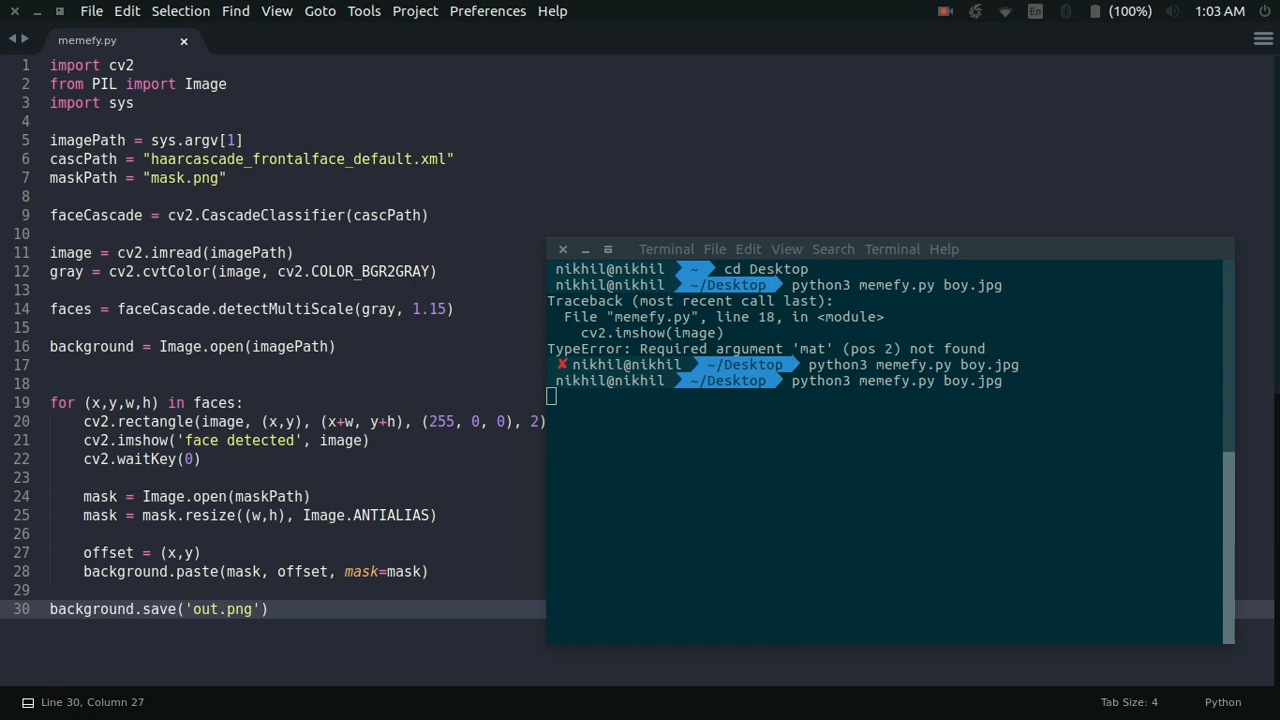 File Edit Selection Find View Goto Tools Project Preferences Help
En (100%) 1:03 AM
memefy.py
1 import cv2
2 from PIL import Image
3 import sys
4
5 imagePath = sys.argv[1]
6 cascPath = "haarcascade_frontalface_default.xml"
7 maskPath = "mask.png"
8
9 faceCascade = cv2.CascadeClassifier(cascPath)
10
11 image = cv2.imread(imagePath)
12 gray = cv2.cvtColor(image, cv2.COLOR_BGR2GRAY)
13
14 faces = faceCascade.detectMultiScale(gray, 1.15)
15
16 background = Image.open(imagePath)
17
18
19 for (x,y,w,h) in faces:
20 cv2.rectangle(image, (x,y), (x+w, y+h), (255, 0, 0), 2)
21 cv2.imshow('face detected', image)
22 cv2.waitKey(0)
23
24 mask = Image.open(maskPath)
25 mask = mask.resize((w,h), Image.ANTIALIAS)
26
27 offset = (x,y)
28 background.paste(mask, offset, mask=mask)
29
30 background.save('out.png')
Terminal File Edit View Search Terminal Help
nikhil@nikhil ~ cd Desktop
nikhil@nikhil ~/Desktop python3 memefy.py boy.jpg
Traceback (most recent call last):
File "memefy.py", line 18, in <module>
cv2.imshow(image)
TypeError: Required argument 'mat' (pos 2) not found
✘ nikhil@nikhil ~/Desktop python3 memefy.py boy.jpg
nikhil@nikhil ~/Desktop python3 memefy.py boy.jpg
Line 30, Column 27
Tab Size: 4 Python